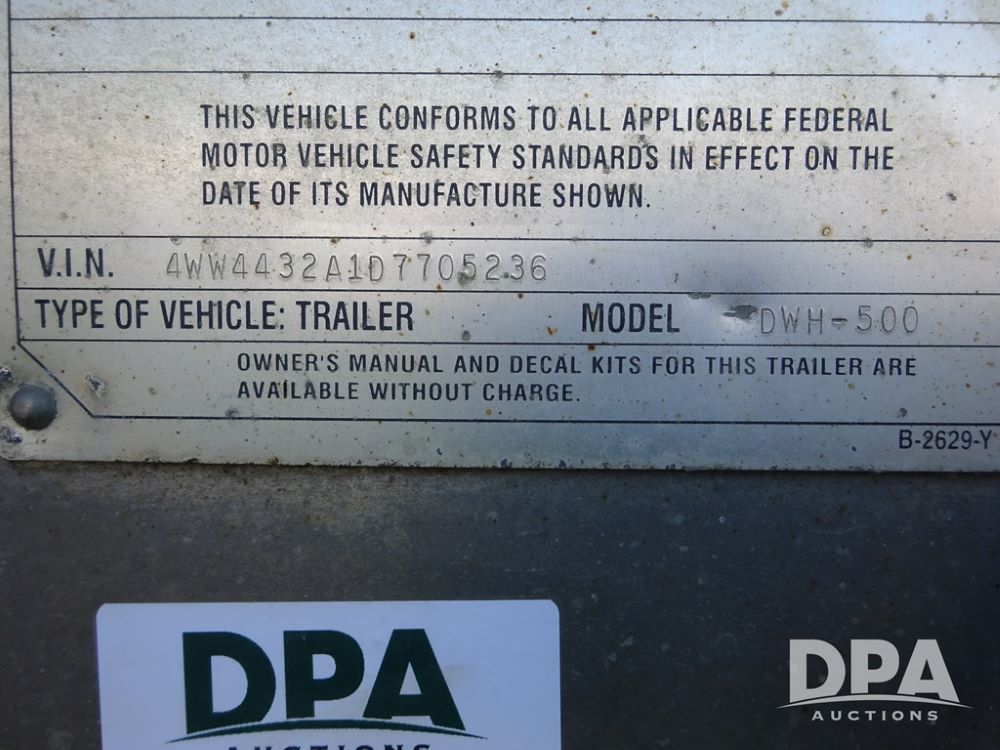 THIS VEHICLE CONFORMS TO ALL APPLICABLE FEDERAL
MOTOR VEHICLE SAFETY STANDARDS IN EFFECT ON THE
DATE OF ITS MANUFACTURE SHOWN.
V.I.N. 4WW4432A1D7705236
TYPE OF VEHICLE: TRAILER MODEL DWH-500
OWNER'S MANUAL AND DECAL KITS FOR THIS TRAILER ARE
AVAILABLE WITHOUT CHARGE.
B-2629-Y
DPA
AUCTIONS
DPA
AUCTIONS